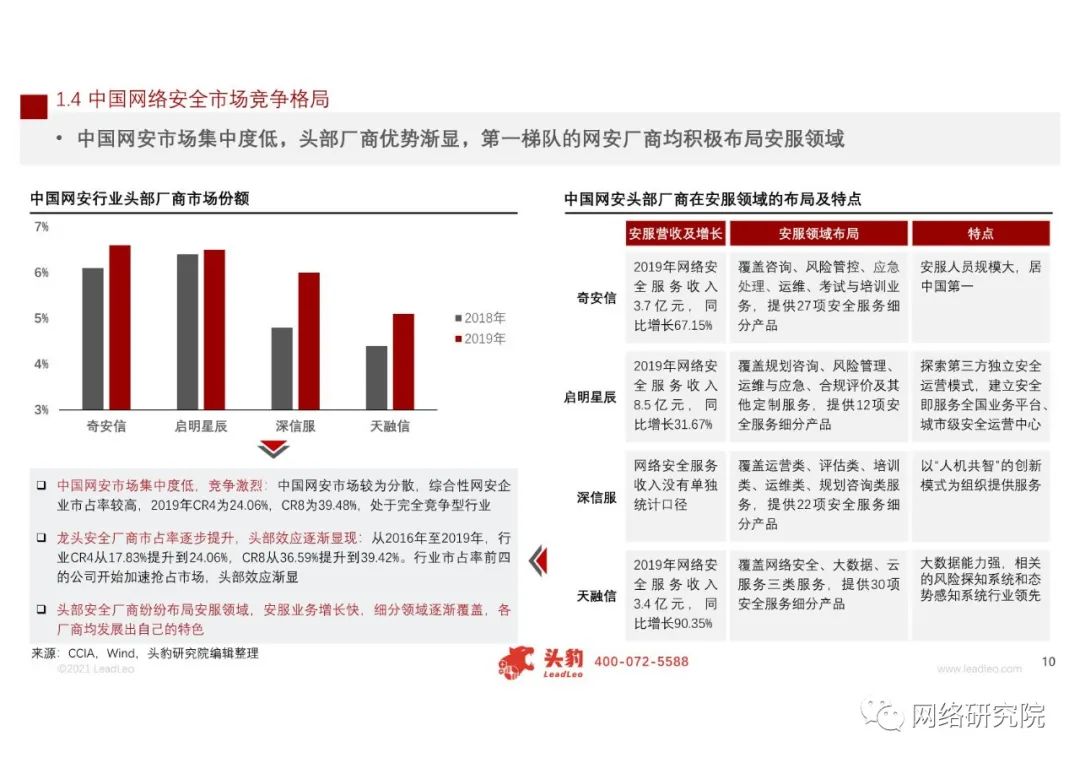 1.4 中国网络安全市场竞争格局
• 中国网安市场集中度低，头部厂商优势渐显，第一梯队的网安厂商均积极布局安服领域
中国网安行业头部厂商市场份额
7%
6%
5%
4%
3%
奇安信
启明星辰
深信服
天融信
2018年
2019年
中国网安市场集中度低，竞争激烈：中国网安市场较为分散，综合性网安企
业市占率较高，2019年CR4为24.06%，CR8为39.48%，处于完全竞争型行业
龙头安全厂商市占率逐步提升，头部效应逐渐显现：从2016年至2019年，行
业CR4从17.83%提升到24.06%，CR8从36.59%提升到39.42%。行业市占率前四
的公司开始加速抢占市场，头部效应渐显
头部安全厂商纷纷布局安服领域，安服业务增长快，细分领域逐渐覆盖，各
厂商均发展出自己的特色
中国网安头部厂商在安服领域的布局及特点
安服营收及增长
安服领域布局
特点
奇安信
2019年网络安
全服务收入
3.7亿元，同
比增长67.15%
覆盖咨询、风险管控、应急
处理、运维、考试与培训业
务，提供27项安全服务细
分产品
安服人员规模大，居
中国第一
启明星辰
2019年网络安
全服务收入
8.5亿元，同
比增长31.67%
覆盖规划咨询、风险管理、
运维与应急、合规评价及其
他定制服务，提供12项安
全服务细分产品
探索第三方独立安全
运营模式，建立安全
即服务全国业务平台、
城市级安全运营中心
深信服
网络安全服务
收入没有单独
统计口径
覆盖运营类、评估类、培训
类、运维类、规划咨询类服
务，提供22项安全服务细
分产品
以“人机共智”的创新
模式为组织提供服务
天融信
2019年网络安
全服务收入
3.4亿元，同
比增长90.35%
覆盖网络安全、大数据、云
服务三类服务，提供30项
安全服务细分产品
大数据能力强，相关
的风险探知系统和态
势感知系统行业领先
来源：CCIA，Wind，头豹研究院编辑整理
©2021 LeadLeo
头豹
LeadLeo
400-072-5588
www.leadleo.com
10
网络研究院